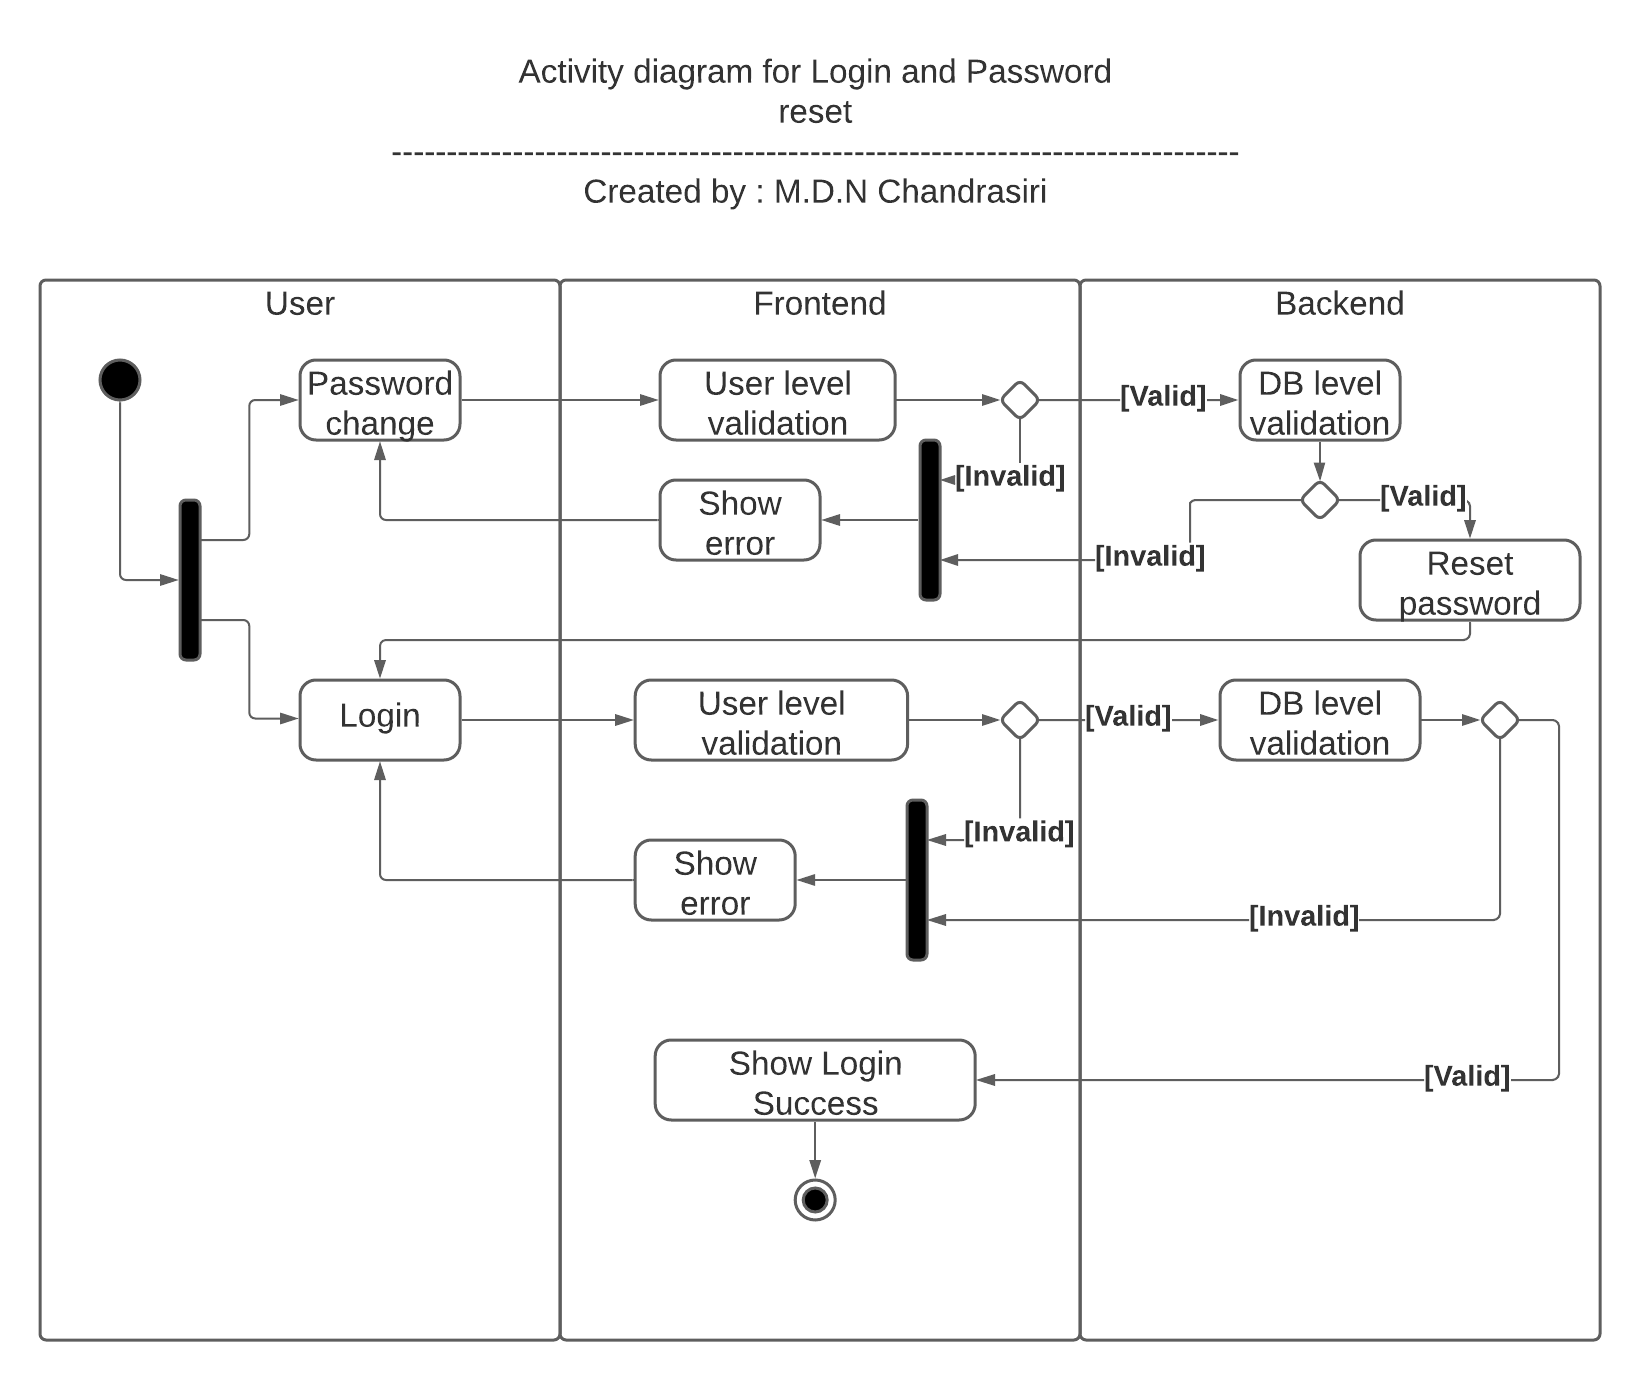 Activity diagram for Login and Password
reset
-----------------------------------------------------------------------------
Created by : M.D.N Chandrasiri
User
Frontend
Backend
Password
change
User level
validation
[Valid]
DB level
validation
[Invalid]
Show
error
[Valid]
[Invalid]
Reset
password
Login
User level
validation
[Valid]
DB level
validation
[Invalid]
Show
error
[Invalid]
Show Login
Success
[Valid]